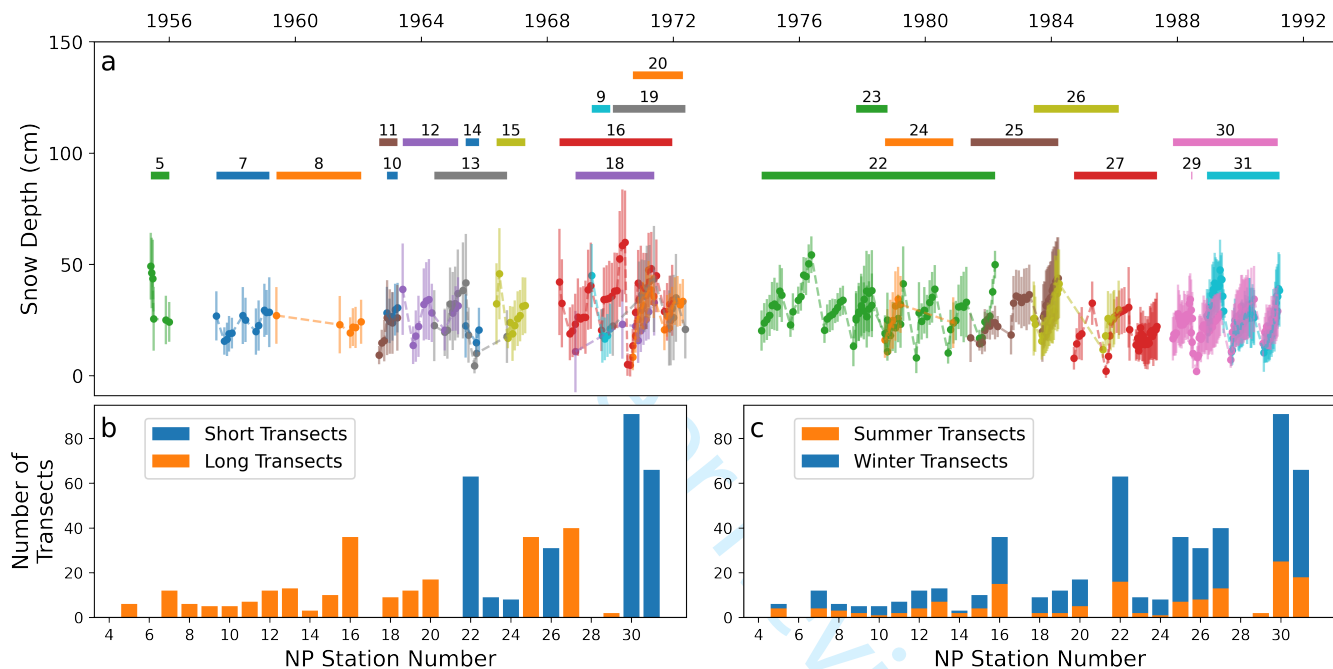 1956 1960 1964 1968 1972 1976 1980 1984 1988 1992
a
150
100
50
0
Snow Depth (cm)
20
9 19 23 26
11 12 14 15 16 24 25 30
5 7 8 10 13 18 22 27 29 31
b
Short Transects
Long Transects
80
60
40
20
0
Number of
Transects
4 6 8 10 12 14 16 18 20 22 24 26 28 30
NP Station Number
c
Summer Transects
Winter Transects
80
60
40
20
0
4 6 8 10 12 14 16 18 20 22 24 26 28 30
NP Station Number